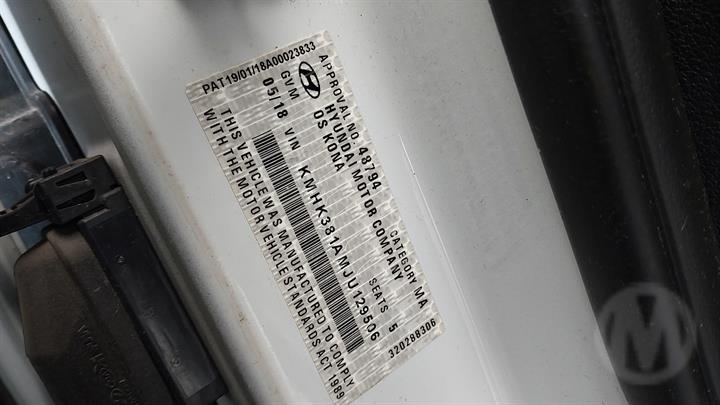 APPROVAL NO. 48794 CATEGORY MA
HYUNDAI MOTOR COMPANY
OS KONA SEATS 5
GVM
05/18 VIN KMHK381AMJU129506
320288306
THIS VEHICLE WAS MANUFACTURED TO COMPLY
WITH THE MOTOR VEHICLE STANDARDS ACT 1989
PAT19/01/18A00023833
M